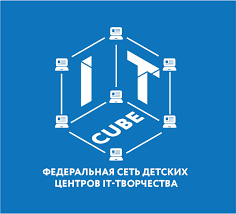 IT
CUBE
ФЕДЕРАЛЬНАЯ СЕТЬ ДЕТСКИХ
ЦЕНТРОВ IT-ТВОРЧЕСТВА